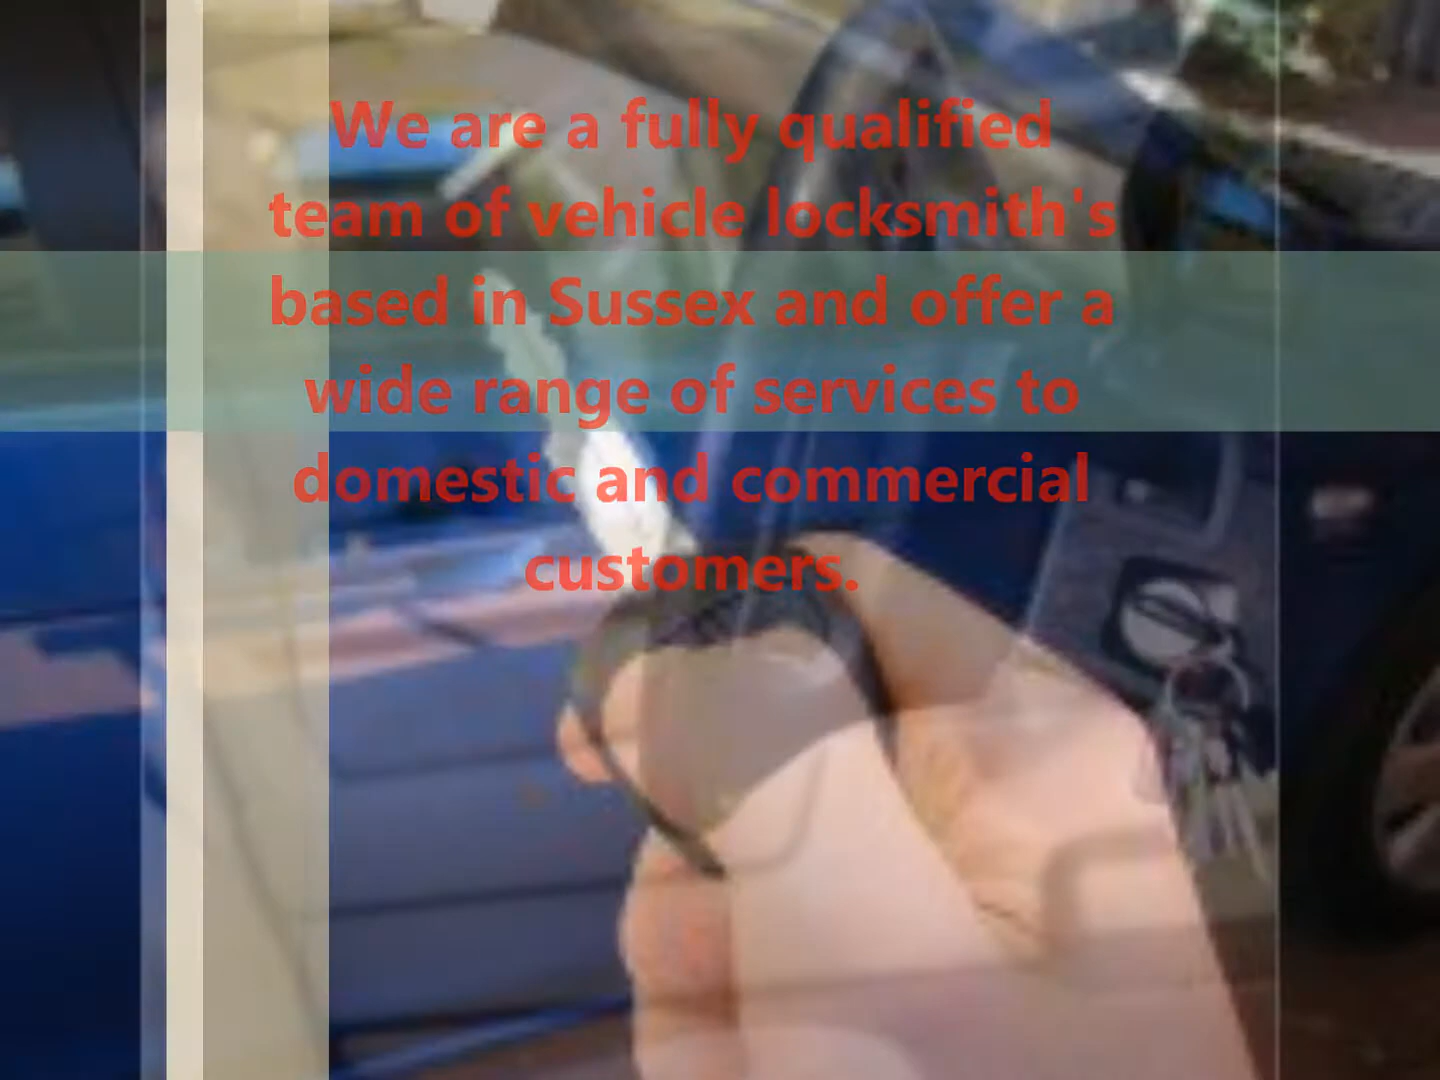 We are a fully qualified
team of vehicle locksmith's
based in Sussex and offer a
wide range of services to
domestic and commercial
customers.